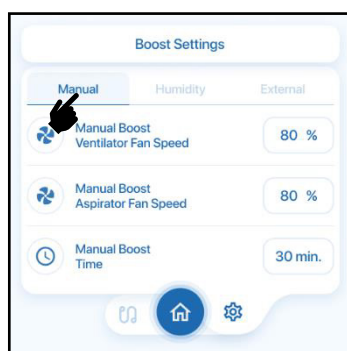 Boost Settings
Manual Humidity External
Manual Boost
Ventilator Fan Speed
80 %
Manual Boost
Aspirator Fan Speed
80 %
Manual Boost
Time
30 min.